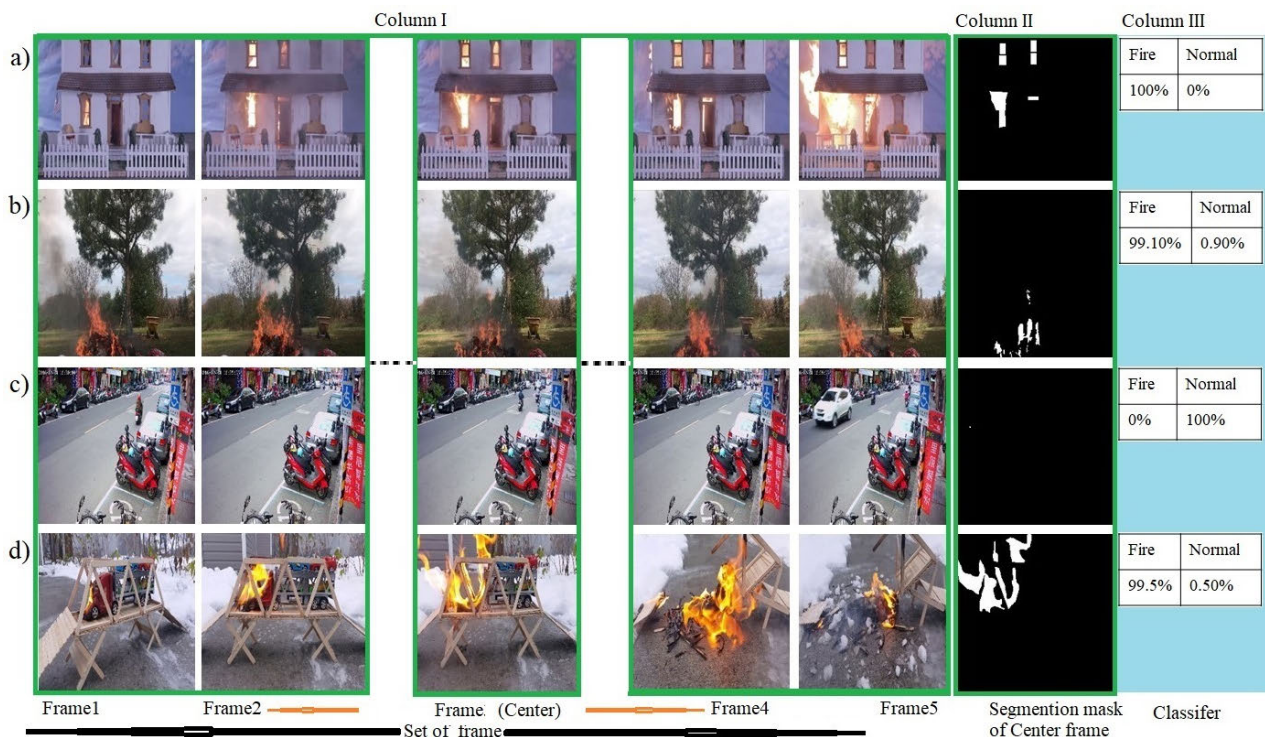 Column I
Column II
Column III
a)
Fire Normal
100% 0%
b)
Fire Normal
99.10% 0.90%
c)
Fire Normal
0% 100%
d)
Fire Normal
99.5% 0.50%
Frame1
Frame2
Frame (Center)
Frame4
Frame5
Set of frame
Segmention mask
of Center frame
Classifer